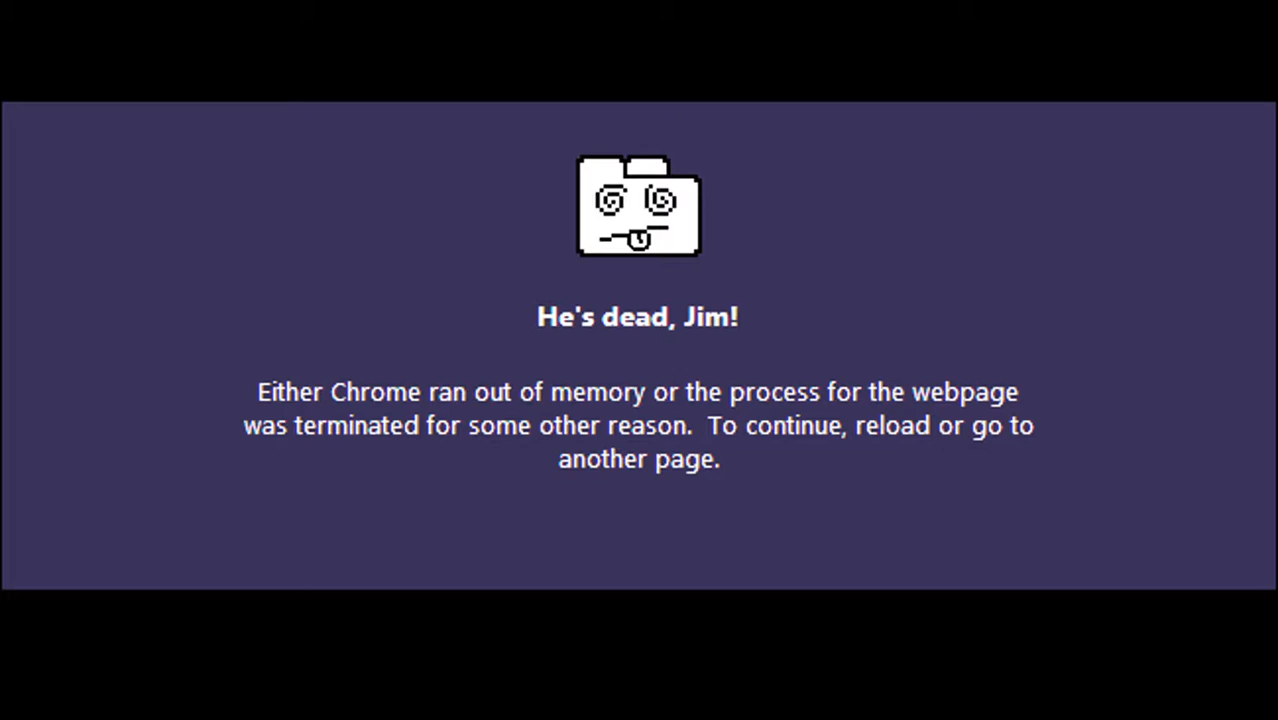 He's dead, Jim!
Either Chrome ran out of memory or the process for the webpage
was terminated for some other reason.  To continue, reload or go to
another page.